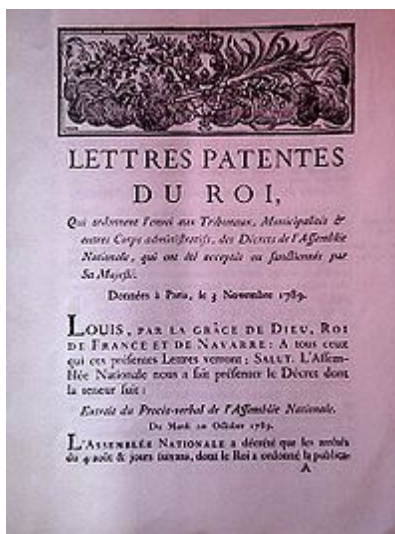 LETTRES PATENTES
DU ROI,
Qui ordonnent l'envoi aux Tribunaux, Municipalités &
autres Corps administratifs, des Décrets de l'Assemblée
Nationale, qui ont été acceptés ou sanctionnés par
Sa Majesté.
Données à Paris, le 3 Novembre 1789.
LOUIS, PAR LA GRÂCE DE DIEU, ROI
DE FRANCE ET DE NAVARRE: A tous ceux
qui ces présentes Lettres verront; SALUT. L'Assem-
blée Nationale nous a fait présenter le Décret dont
la teneur suit:
Extrait du Procès-verbal de l'Assemblée Nationale.
Du Mardi 20 Octobre 1789.
L'ASSEMBLÉE NATIONALE a décrété que les arrêtés
du 4 août & jours suivans, dont le Roi a ordonné la publica-
A